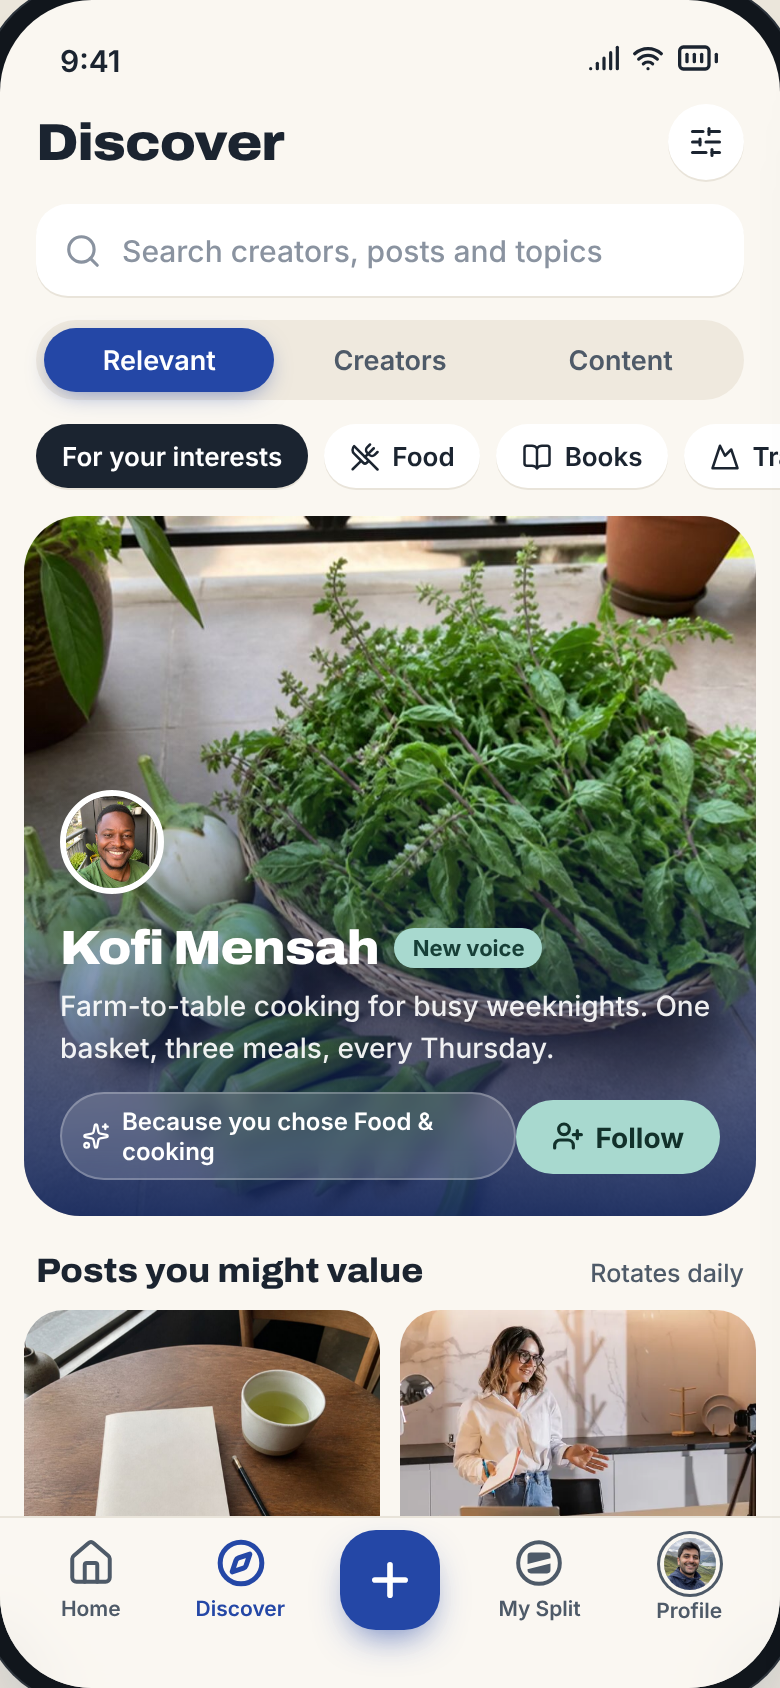 9:41
Discover
Search creators, posts and topics
Relevant
Creators
Content
For your interests
Food
Books
Tra
Kofi Mensah
New voice
Farm-to-table cooking for busy weeknights. One
basket, three meals, every Thursday.
Because you chose Food &
cooking
Follow
Posts you might value
Rotates daily
Home
Discover
My Split
Profile